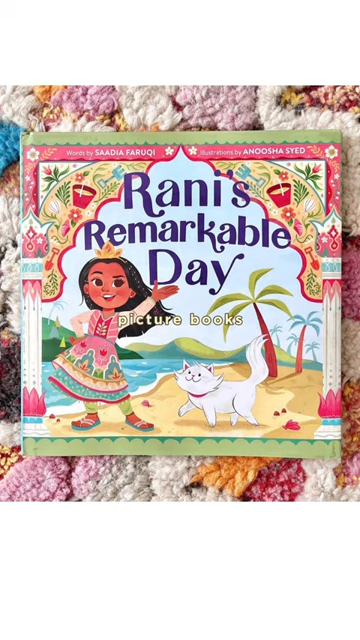 Words by SAADIA FARUQI
Illustrations by ANOOSHA SYED
Rani's
Remarkable
Day
picture books